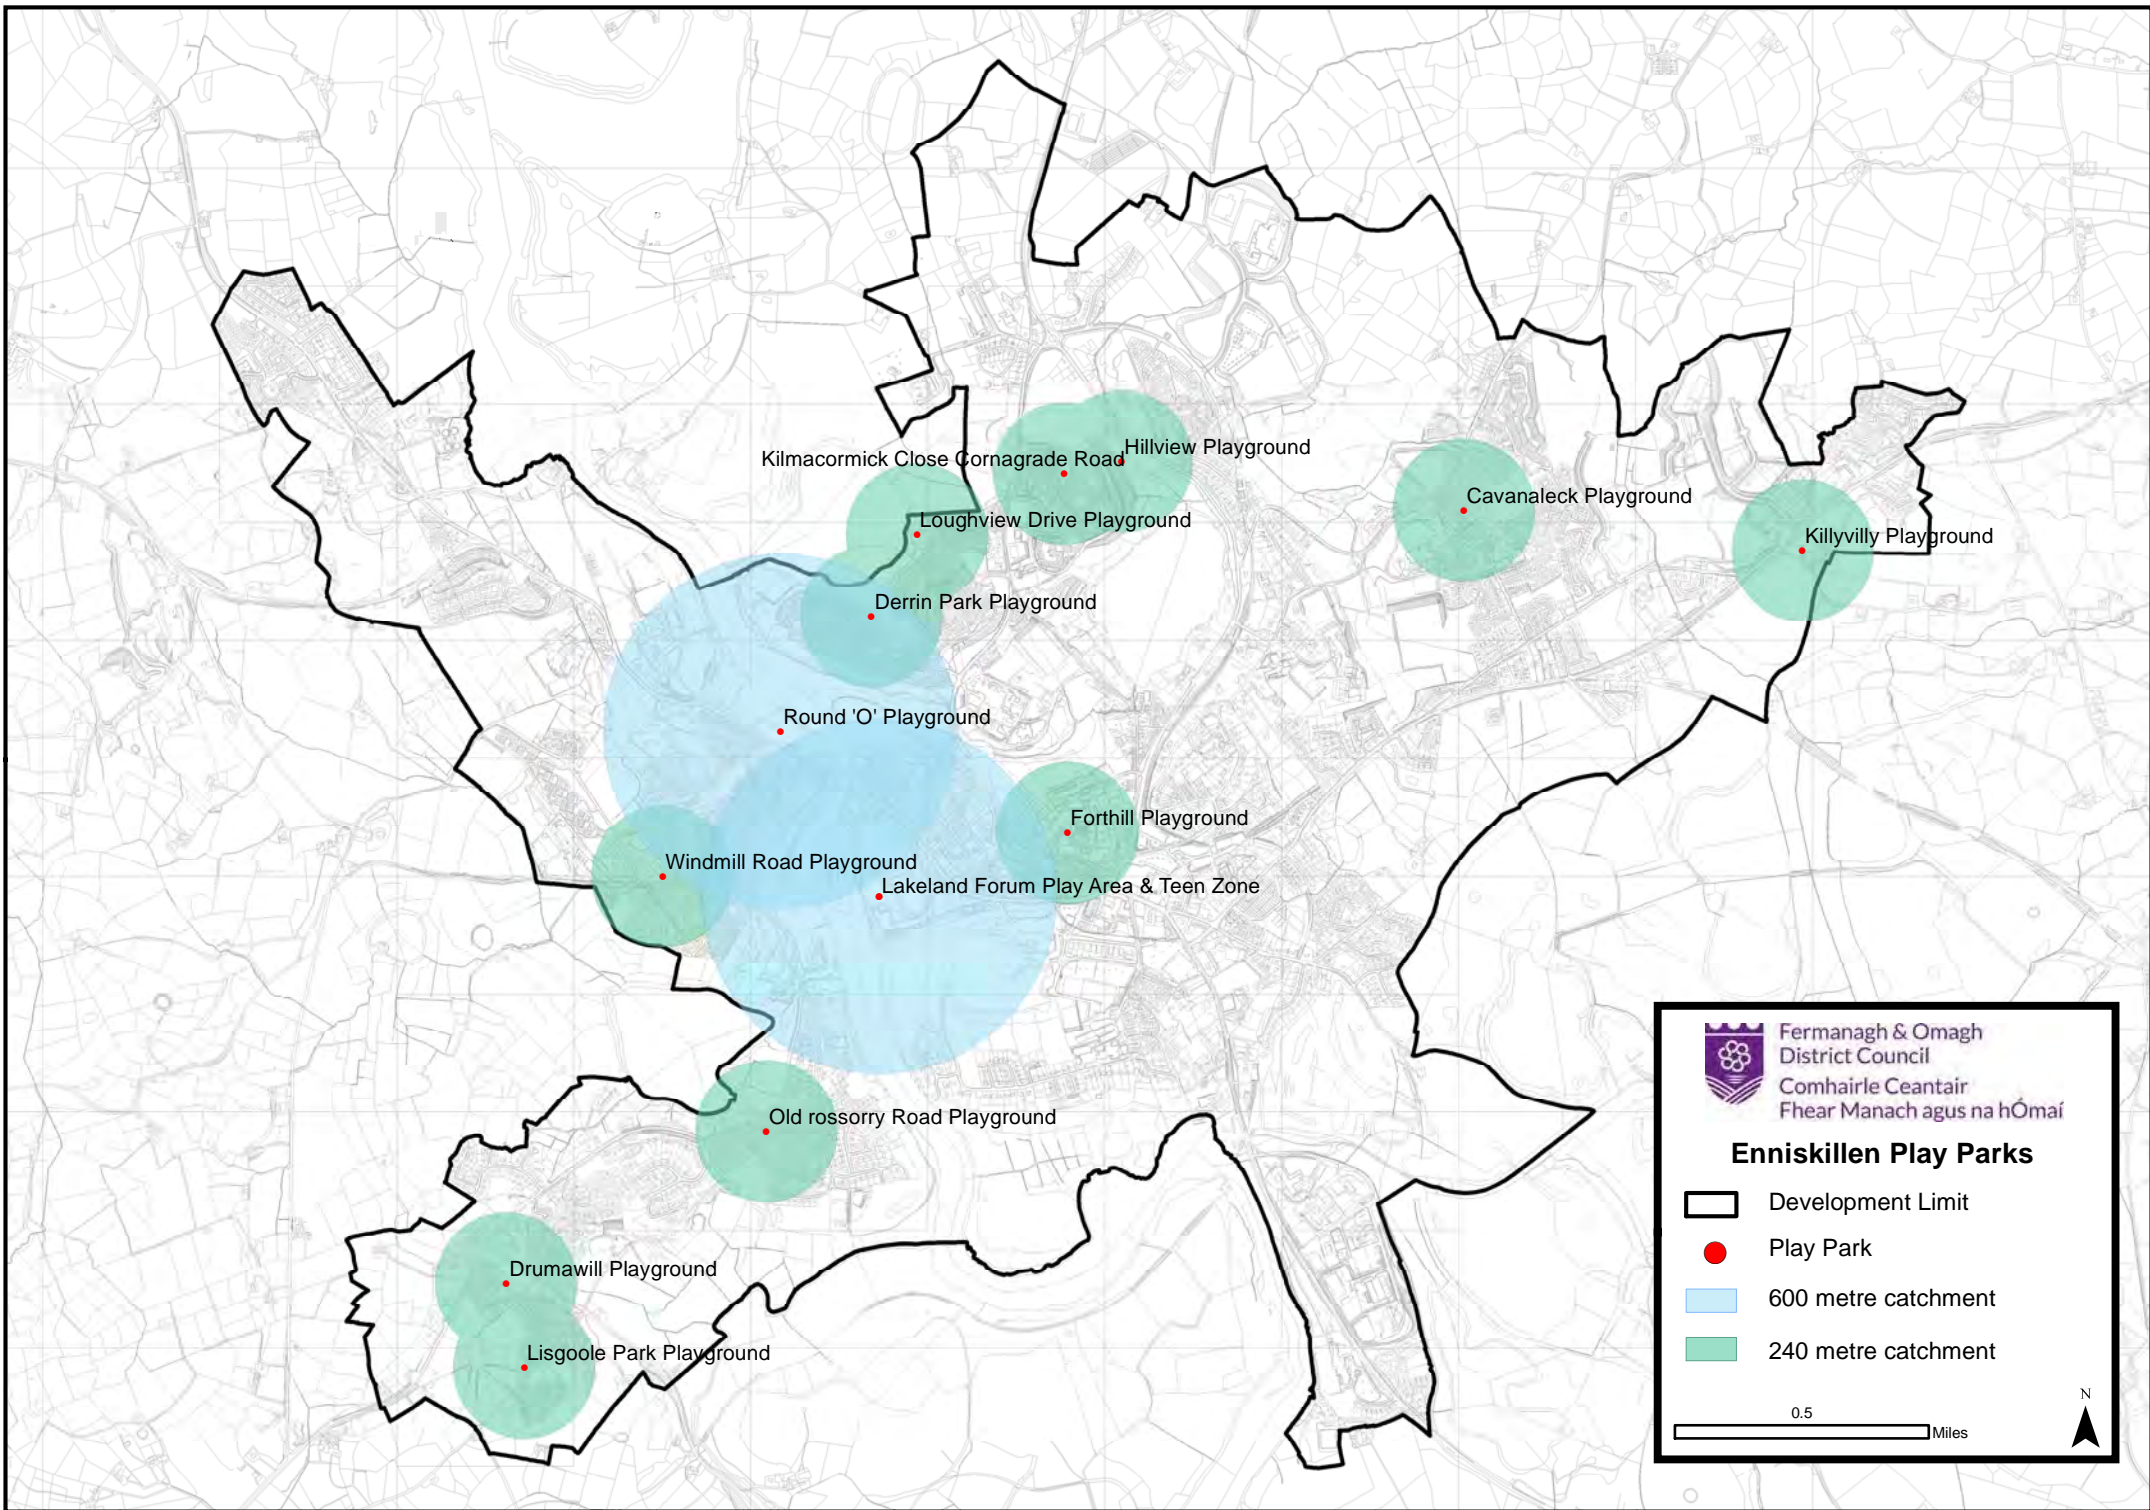 Hillview Playground
Kilmacormick Close Cornagrade Road
Cavanaleck Playground
Loughview Drive Playground
Killyvilly Playground
Derrin Park Playground
Round 'O' Playground
Forthill Playground
Windmill Road Playground
Lakeland Forum Play Area & Teen Zone
Old rossorry Road Playground
Drumawill Playground
Lisgoole Park Playground
Fermanagh & Omagh
District Council
Comhairle Ceantair
Fhear Manach agus na hÓmaí
Enniskillen Play Parks
Development Limit
Play Park
600 metre catchment
240 metre catchment
N
0.5
Miles